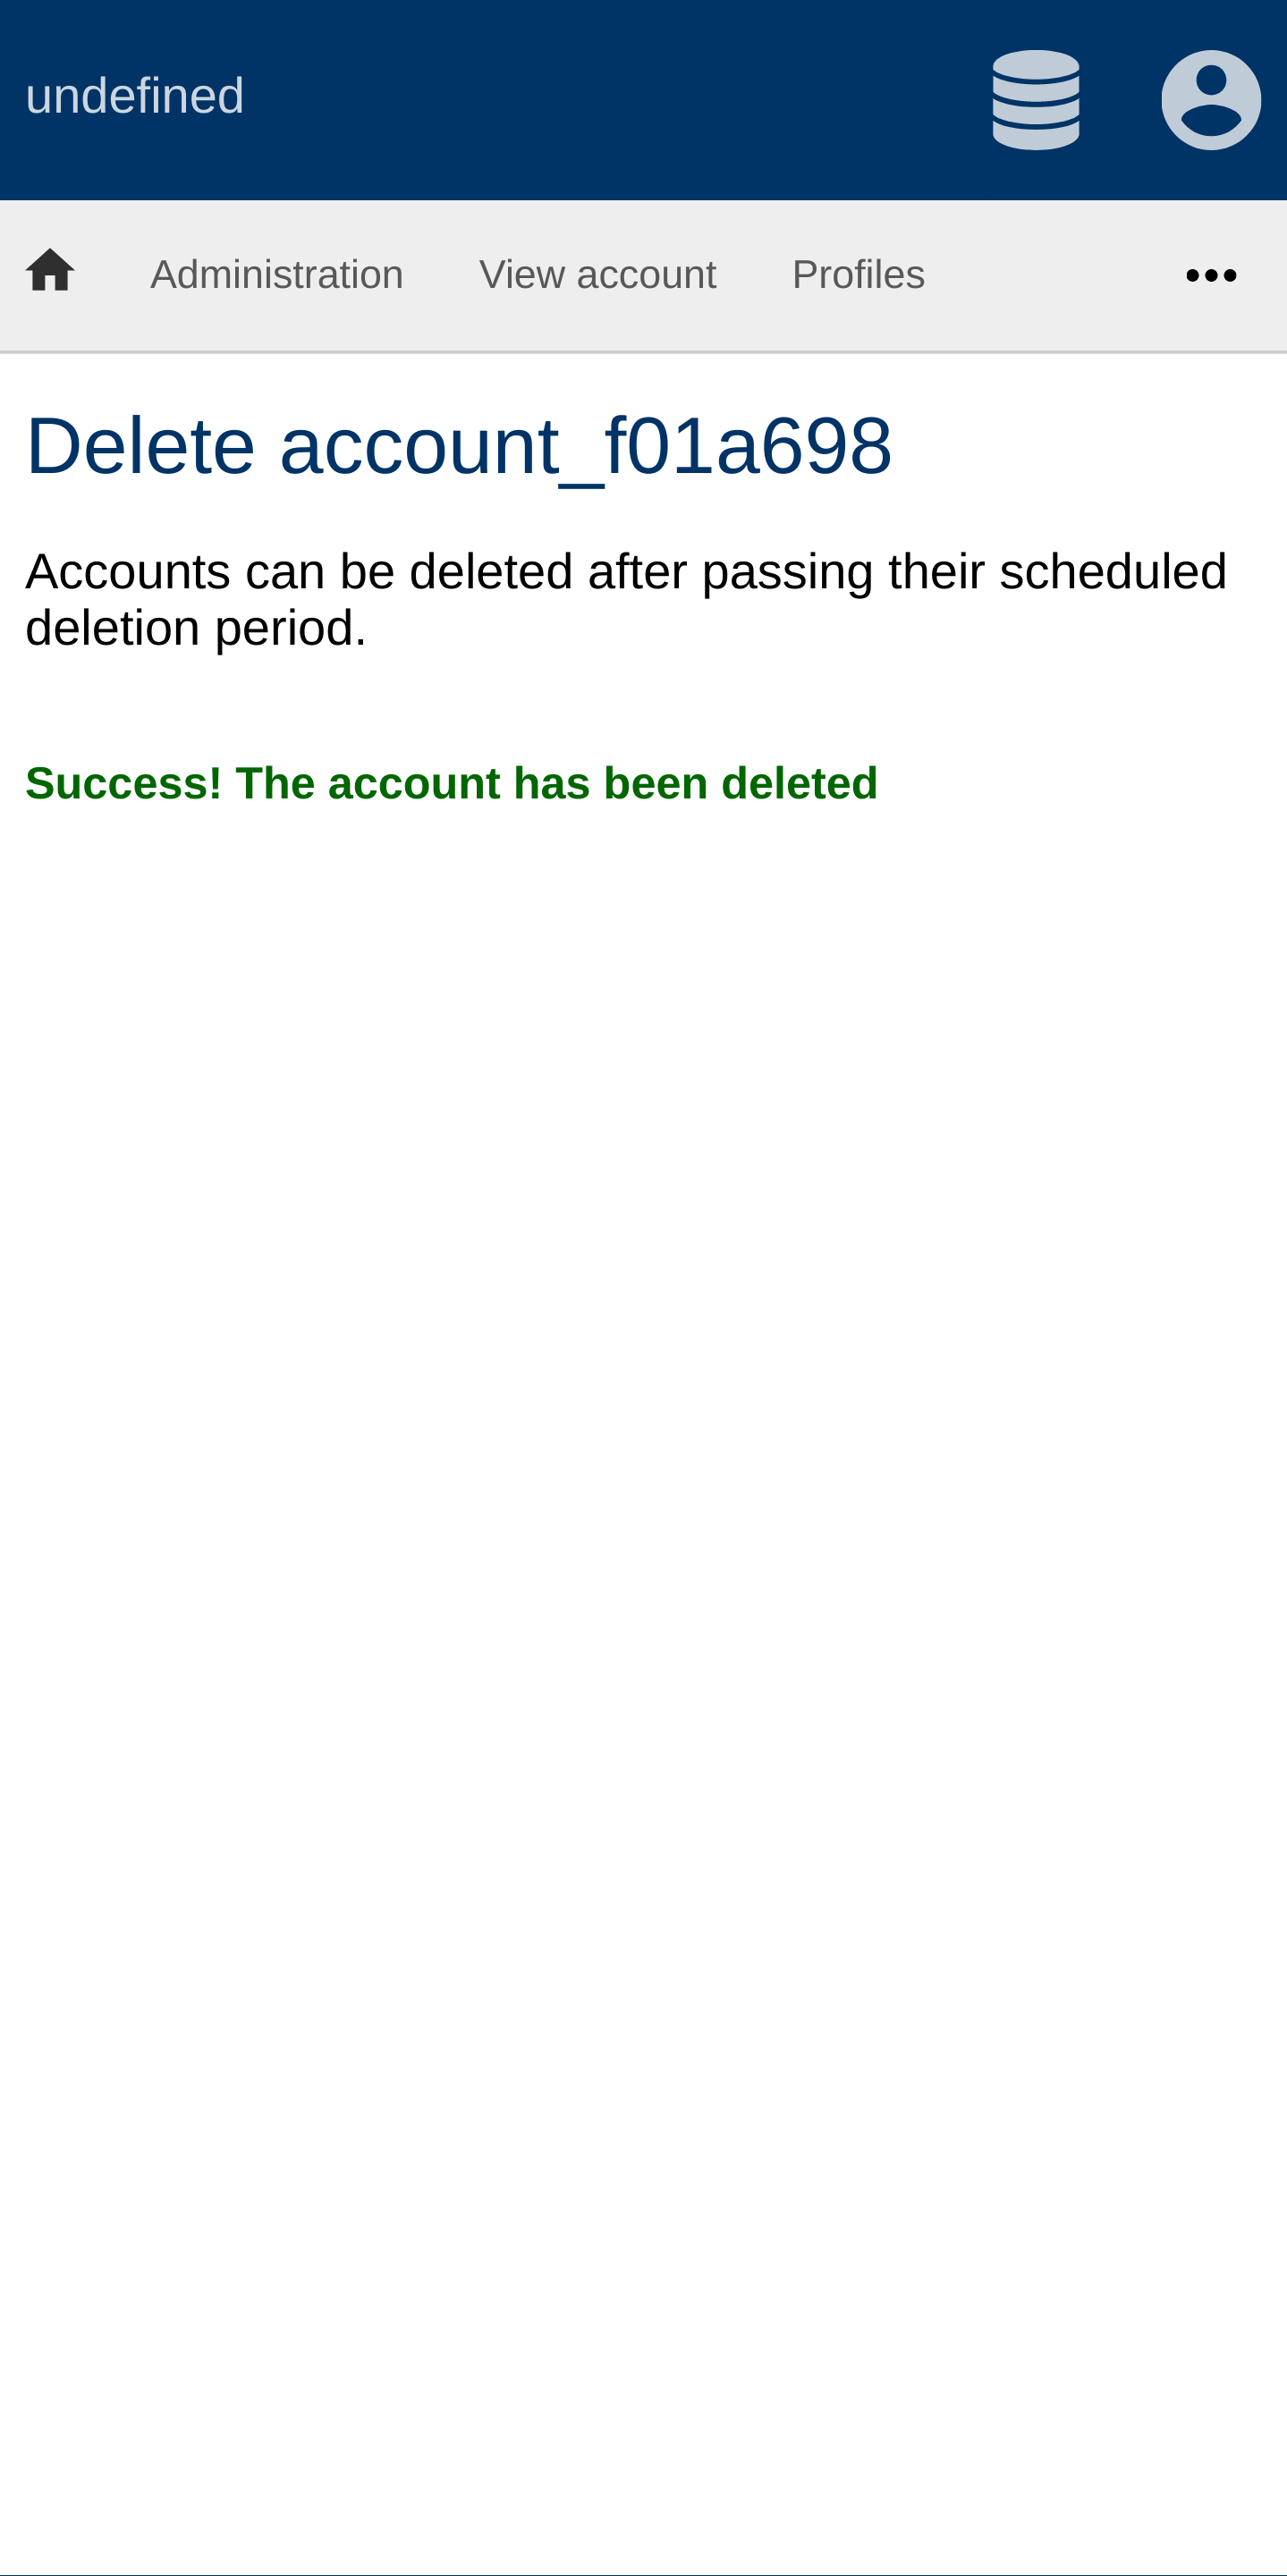 undefined
Administration View account Profiles
Delete account_f01a698
Accounts can be deleted after passing their scheduled
deletion period.
Success! The account has been deleted